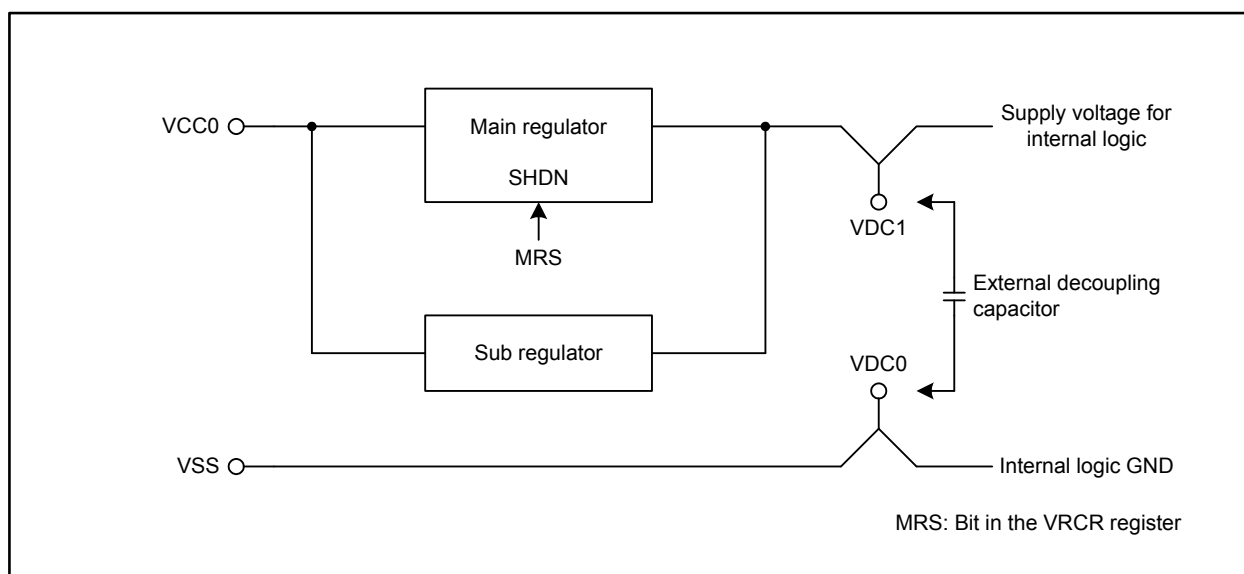 VCC0
Main regulator
SHDN
MRS
Supply voltage for
internal logic
VDC1
External decoupling
capacitor
Sub regulator
VDC0
VSS
Internal logic GND
MRS: Bit in the VRCR register